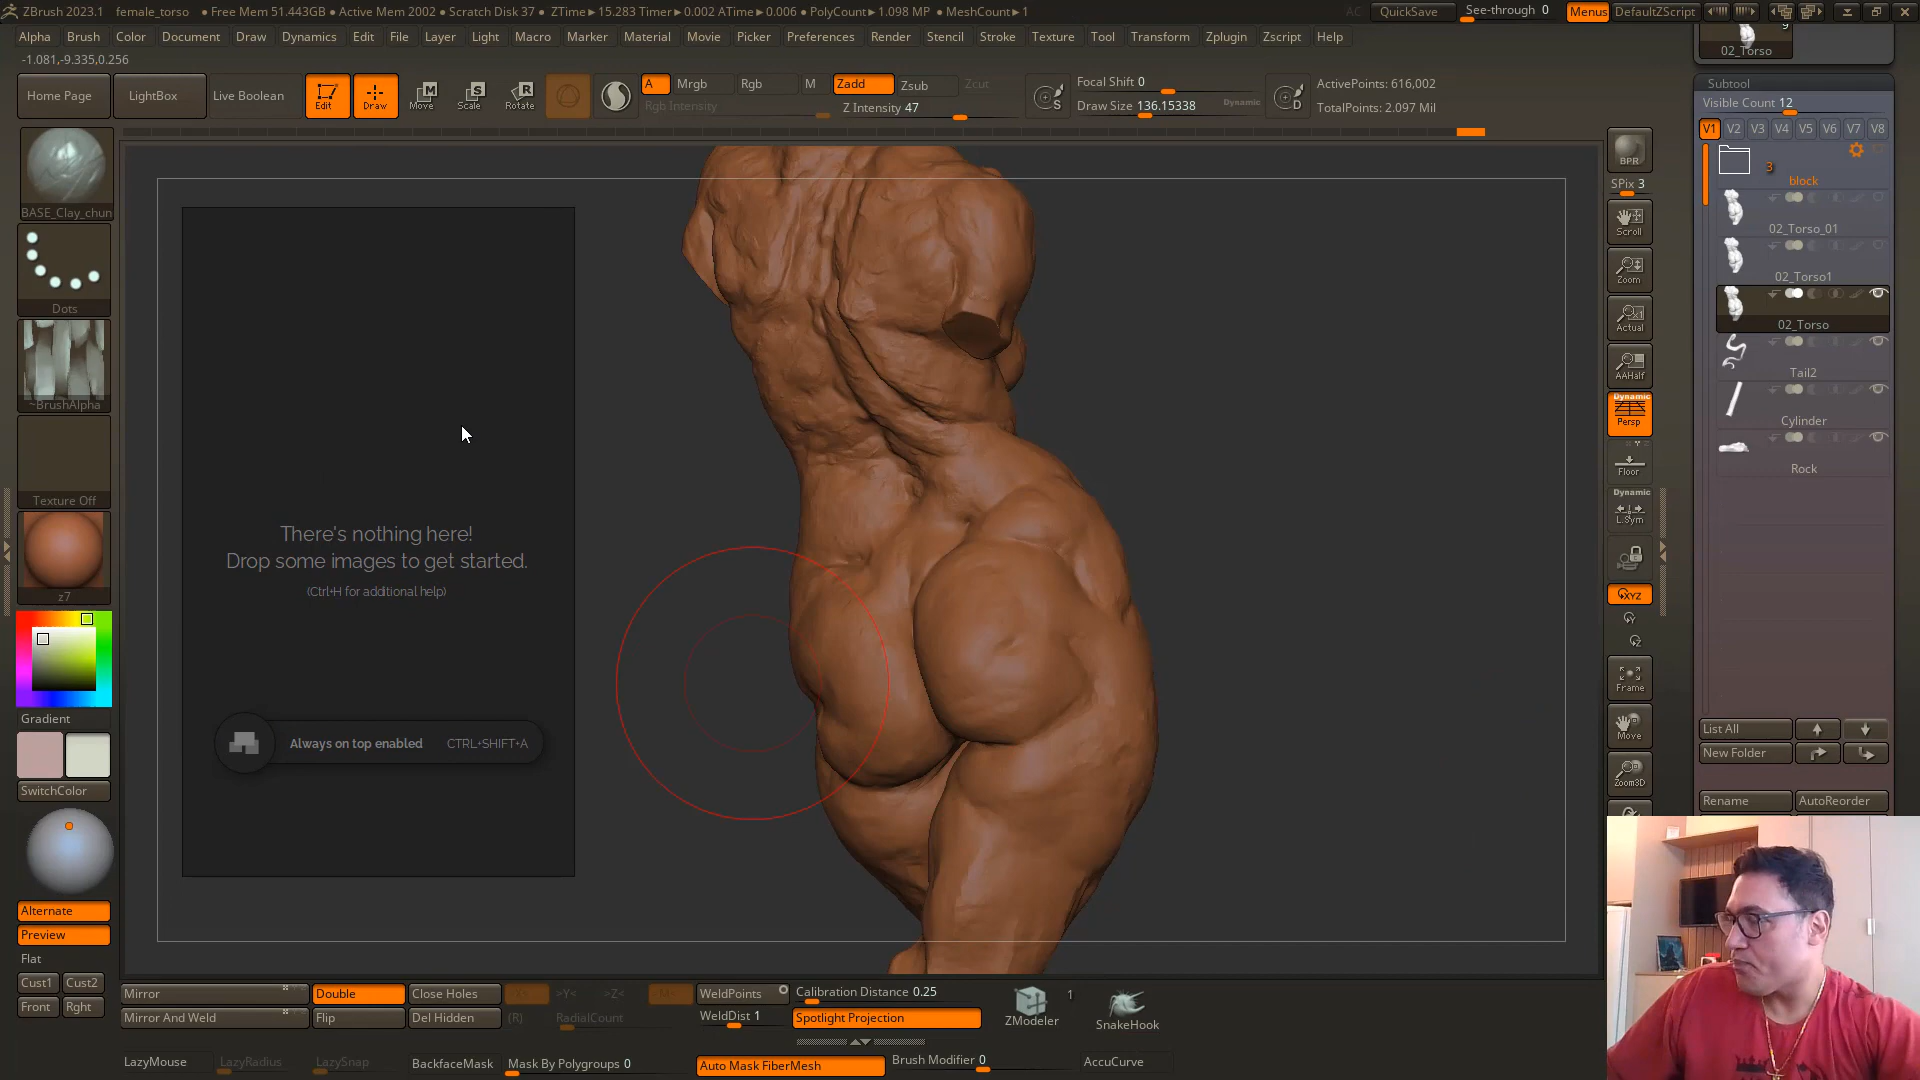 ZBrush 2023.1 female_torso ● Free Mem 51.443GB ● Active Mem 2002 ● Scratch Disk 37 ● ZTime►15.283 Timer►0.002 ATime►0.006 ● PolyCount►1.098 MP ● MeshCount►1 AC QuickSave See-through 0 Menus DefaultZScript
Alpha Brush Color Document Draw Dynamics Edit File Layer Light Macro Marker Material Movie Picker Preferences Render Stencil Stroke Texture Tool Transform Zplugin Zscript Help
-1.081,-9.335,0.256
02_Torso
Home Page LightBox Live Boolean Edit Draw Move Scale Rotate A Mrgb Rgb M Zadd Zsub Zcut Focal Shift 0 ActivePoints: 616,002
Rgb Intensity Z Intensity 47 Draw Size 136.15338 Dynamic TotalPoints: 2.097 Mil
Subtool
Visible Count 12
V1 V2 V3 V4 V5 V6 V7 V8
3
block
02_Torso_01
02_Torso1
02_Torso
Tail2
Cylinder
Rock
List All
New Folder
Rename AutoReorder
BASE_Clay_chun
Dots
~BrushAlpha
Texture Off
z7
Gradient
SwitchColor
Alternate
Preview
Flat
Cust1 Cust2
Front Rght
There's nothing here!
Drop some images to get started.
(Ctrl+H for additional help)
Always on top enabled CTRL+SHIFT+A
BPR
SPix 3
Scroll
Zoom
Actual
AAHalf
Dynamic
Persp
Floor
Dynamic
L.Sym
XYZ
Y
Z
Frame
Move
Zoom3D
Mirror Double Close Holes >Y< >Z< WeldPoints Calibration Distance 0.25 1
Mirror And Weld Flip Del Hidden (R) RadialCount WeldDist 1 Spotlight Projection ZModeler SnakeHook
LazyMouse LazyRadius LazySnap BackfaceMask Mask By Polygroups 0 Auto Mask FiberMesh Brush Modifier 0 AccuCurve